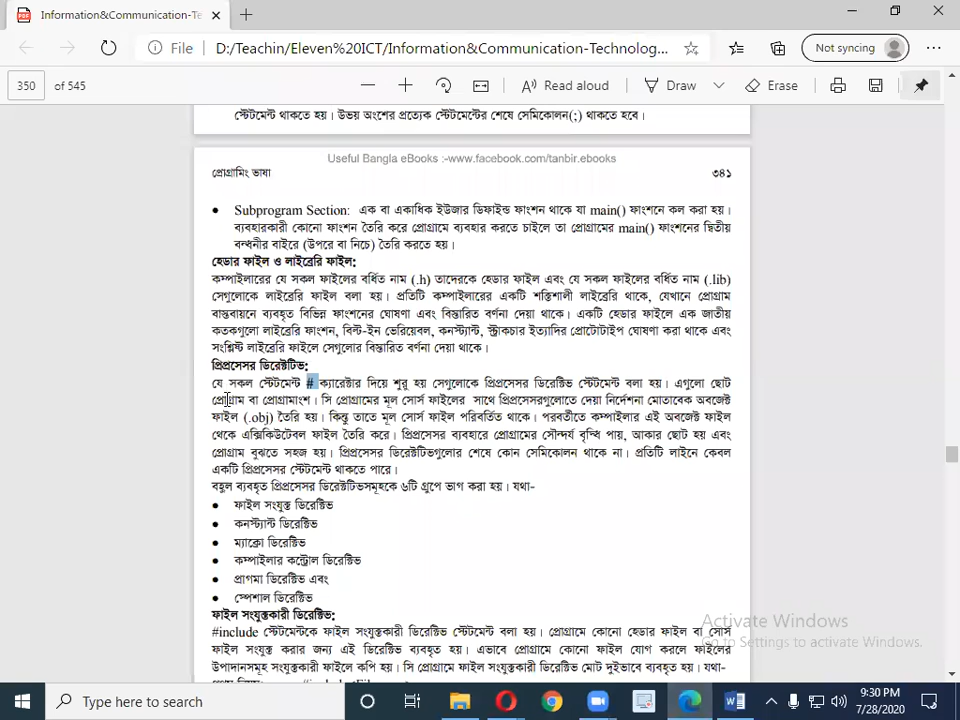 Information&Communication-Te
File
D:/Teachin/Eleven%20ICT/Information&Communication-Technolog...
Not syncing
350 of 545
Read aloud
Draw
Erase
স্টেটমেন্ট থাকতে হয়। উভয় অংশের প্রত্যেক স্টেটমেন্টের শেষে সেমিকোলন(;) থাকতে হবে।
Useful Bangla eBooks :-www.facebook.com/tanbir.ebooks
প্রোগ্রামিং ভাষা ৩৪১
• Subprogram Section: এক বা একাধিক ইউজার ডিফাইন্ড ফাংশন থাকে যা main() ফাংশনে কল করা হয়।
ব্যবহারকারী কোনো ফাংশন তৈরি করে প্রোগ্রামে ব্যবহার করতে চাইলে তা প্রোগ্রামের main() ফাংশনের দ্বিতীয়
বন্ধনীর বাইরে (উপরে বা নিচে) তৈরি করতে হয়।
হেডার ফাইল ও লাইব্রেরি ফাইল:
কম্পাইলারের যে সকল ফাইলের বর্ধিত নাম (.h) তাদেরকে হেডার ফাইল এবং যে সকল ফাইলের বর্ধিত নাম (.lib)
সেগুলোকে লাইব্রেরি ফাইল বলা হয়। প্রতিটি কম্পাইলারের একটি শক্তিশালী লাইব্রেরি থাকে, যেখানে প্রোগ্রাম
বাস্তবায়নে ব্যবহৃত বিভিন্ন ফাংশনের ঘোষণা এবং বিস্তারিত বর্ণনা দেয়া থাকে। একটি হেডার ফাইলে এক জাতীয়
কতকগুলো লাইব্রেরি ফাংশন, বিল্ট-ইন ভেরিয়েবল, কনস্ট্যান্ট, স্ট্রাকচার ইত্যাদির প্রোটোটাইপ ঘোষণা করা থাকে এবং
সংশ্লিষ্ট লাইব্রেরি ফাইলে সেগুলোর বিস্তারিত বর্ণনা দেয়া থাকে।
প্রিপ্রসেসর ডিরেক্টটিভ:
যে সকল স্টেটমেন্ট # ক্যারেক্টার দিয়ে শুরু হয় সেগুলোকে প্রিপ্রসেসর ডিরেক্টিভ স্টেটমেন্ট বলা হয়। এগুলো ছোট
প্রোগ্রাম বা প্রোগ্রামাংশ। সি প্রোগ্রামের মূল সোর্স ফাইলের সাথে প্রিপ্রসেসরগুলোতে দেয়া নির্দেশনা মোতাবেক অবজেক্ট
ফাইল (.obj) তৈরি হয়। কিন্তু তাতে মূল সোর্স ফাইল পরিবর্তিত থাকে। পরবর্তীতে কম্পাইলার এই অবজেক্ট ফাইল
থেকে এক্সিকিউটেবল ফাইল তৈরি করে। প্রিপ্রসেসর ব্যবহারে প্রোগ্রামের সৌন্দর্য বৃদ্ধি পায়, আকার ছোট হয় এবং
প্রোগ্রাম বুঝতে সহজ হয়। প্রিপ্রসেসর ডিরেক্টিভগুলোর শেষে কোন সেমিকোলন থাকে না। প্রতিটি লাইনে কেবল
একটি প্রিপ্রসেসর স্টেটমেন্ট থাকতে পারে।
বহুল ব্যবহৃত প্রিপ্রসেসর ডিরেক্টিভসমূহকে ৬টি গ্রুপে ভাগ করা হয়। যথা-
• ফাইল সংযুক্ত ডিরেক্টিভ
• কনস্ট্যান্ট ডিরেক্টিভ
• ম্যাক্রো ডিরেক্টিভ
• কম্পাইলার কন্ট্রোল ডিরেক্টিভ
• প্রাগমা ডিরেক্টিভ এবং
• স্পেশাল ডিরেক্টিভ
ফাইল সংযুক্তকারী ডিরেক্টিভ:
#include স্টেটমেন্টকে ফাইল সংযুক্তকারী ডিরেক্টিভ স্টেটমেন্ট বলা হয়। প্রোগ্রামে কোনো হেডার ফাইল বা সোর্স
ফাইল সংযুক্ত করার জন্য এই ডিরেক্টিভ ব্যবহৃত হয়। এভাবে প্রোগ্রামে কোনো ফাইল যোগ করলে ফাইলের
উপাদানসমূহ সংযুক্তকারী ফাইলে কপি হয়। সি প্রোগ্রামে ফাইল সংযুক্তকারী ডিরেক্টিভ মোট দুইভাবে ব্যবহৃত হয়। যথা-
Activate Windows
Go to Settings to activate Windows.
Type here to search
9:30 PM
7/28/2020